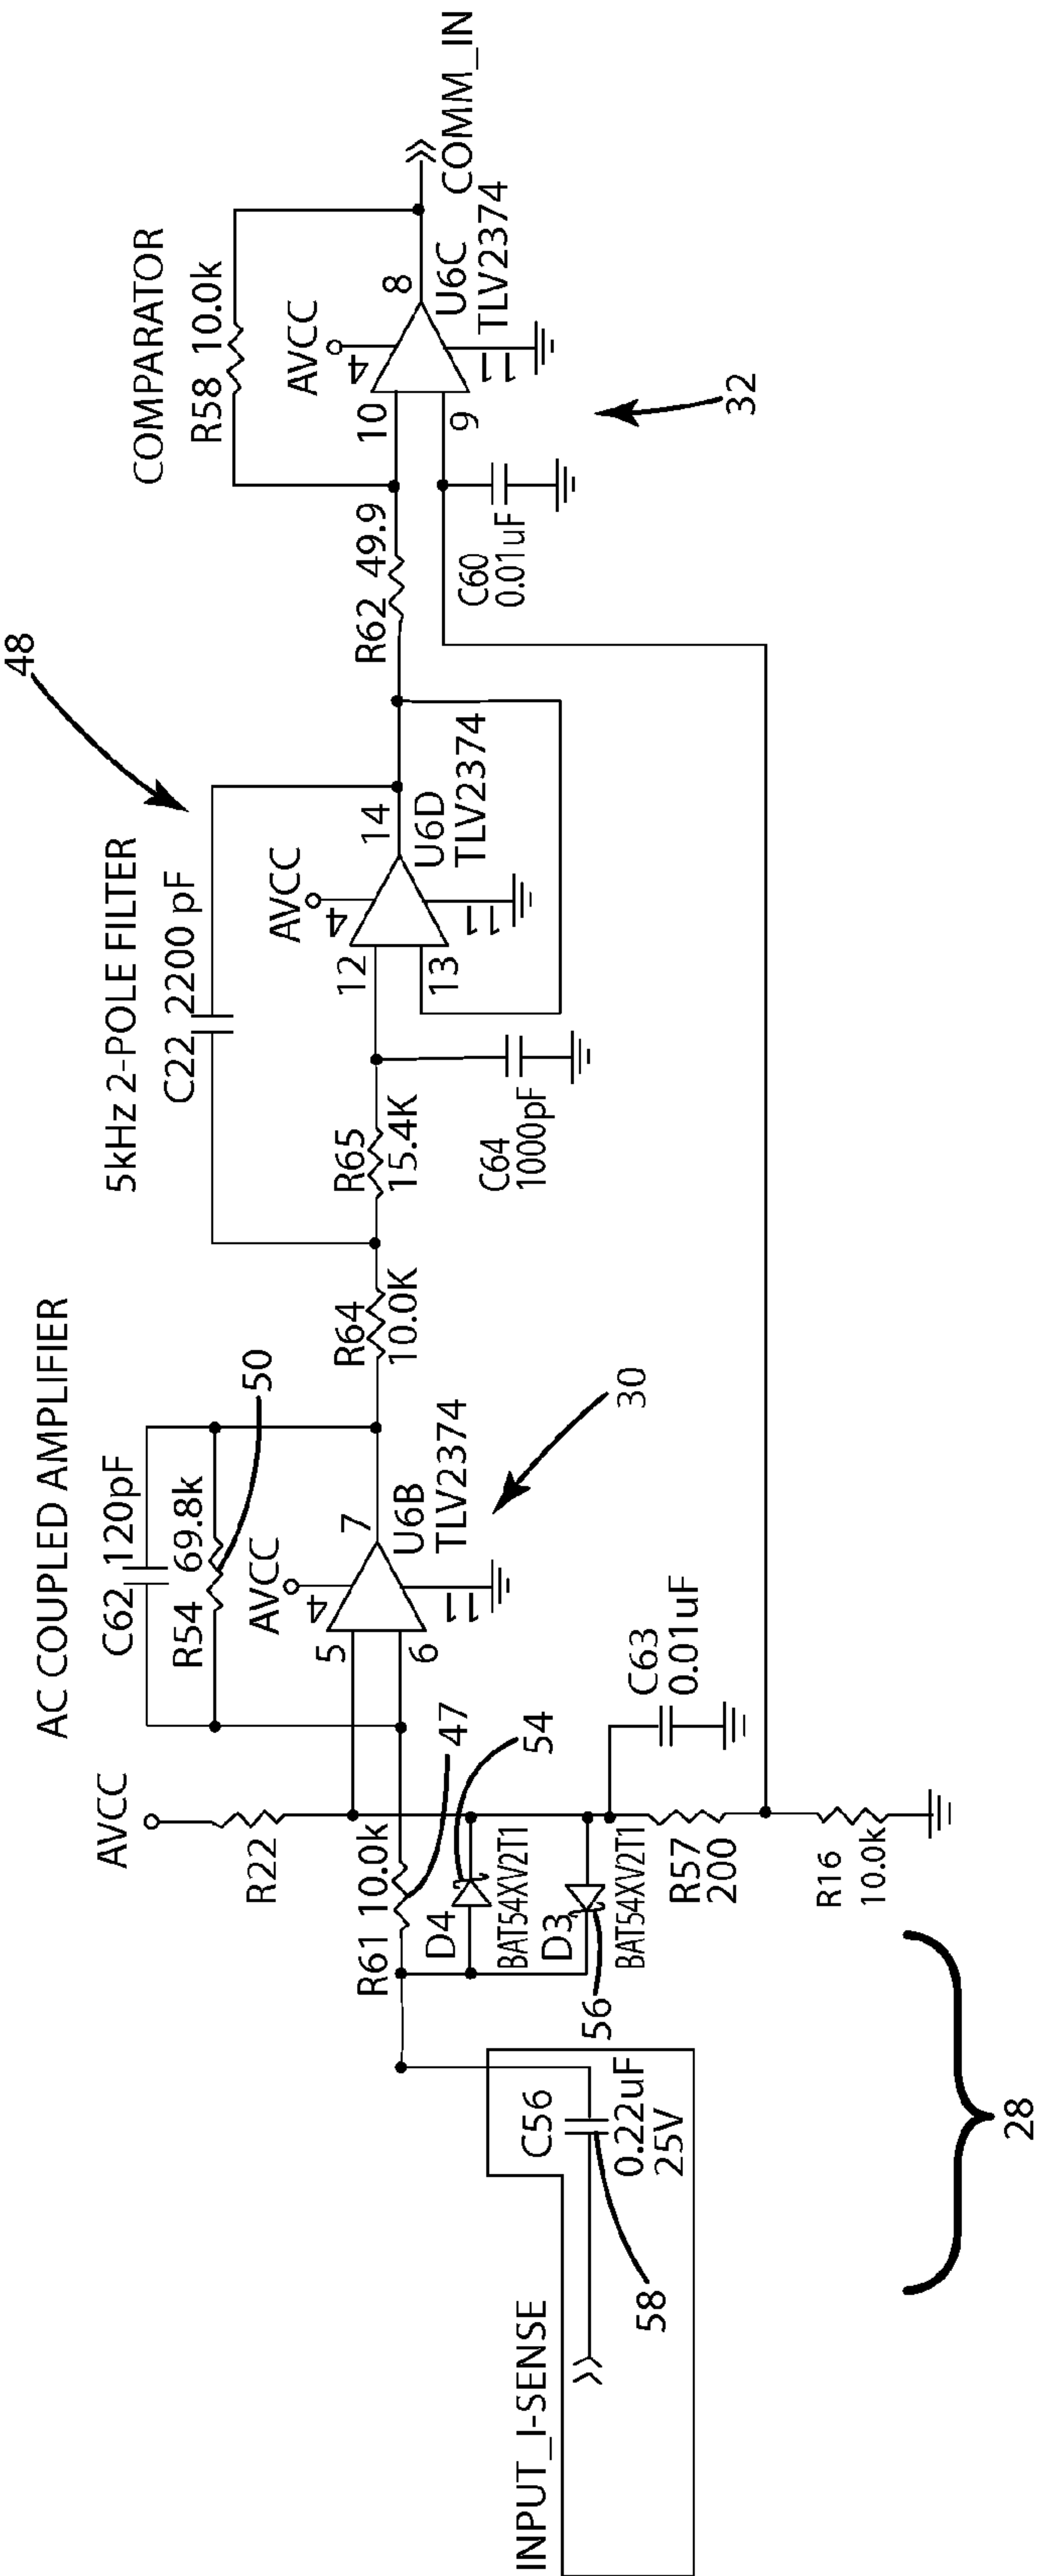 48
COMPARATOR
R58 10.0k
AVCC
4
10
8
9
11
U6C
TLV2374
COMM_IN
R62 49.9
C60
0.01uF
32
5kHz 2-POLE FILTER
C22 2200 pF
AVCC
4
12
14
13
11
U6D
TLV2374
R65
15.4K
C64
1000pF
R64
10.0K
AC COUPLED AMPLIFIER
C62 120pF
R54 69.8k
50
AVCC
4
5
7
6
11
U6B
TLV2374
30
AVCC
R22
R61 10.0k
47
54
D4
BAT54XV2T1
D3
BAT54XV2T1
56
C63
0.01uF
R57
200
R16
10.0k
INPUT_I-SENSE
C56
0.22uF
25V
58
28